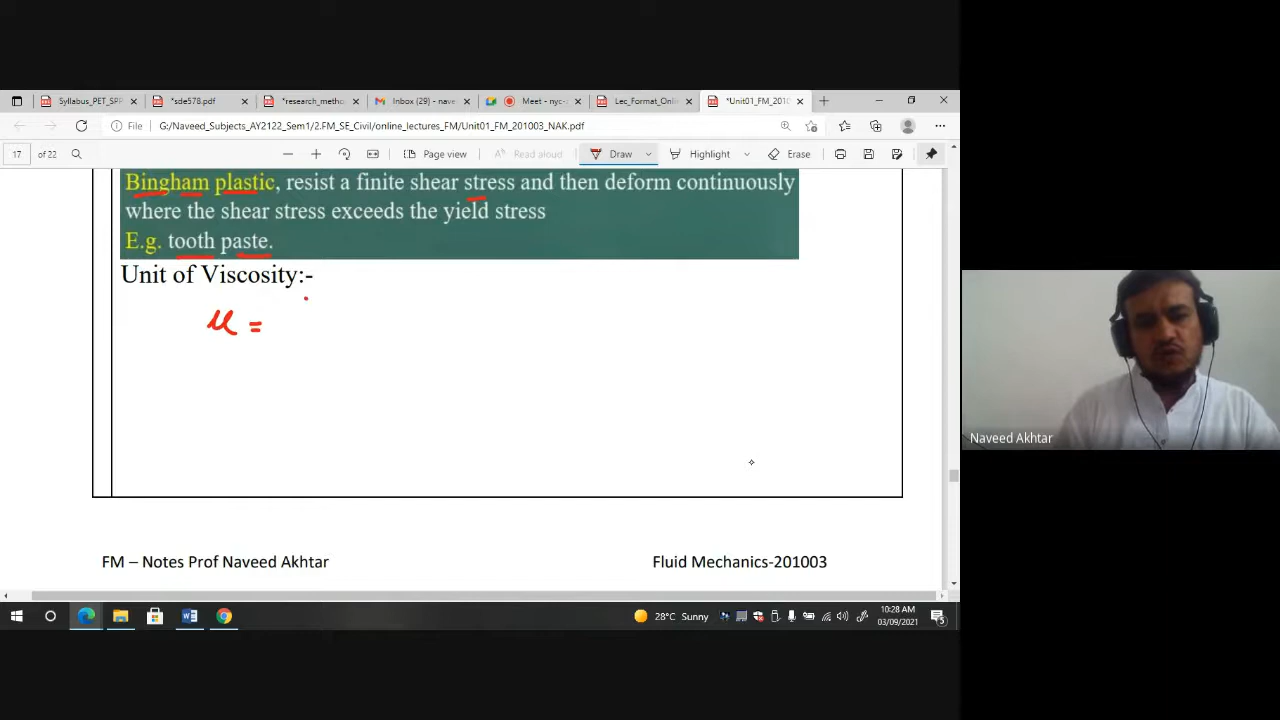 Syllabus_PET_SPP
*sde578.pdf
*research_metho
Inbox (29) - nave
Meet - nyc-
Lec_Format_Onli
*Unit01_FM_2010
File
G:/Naveed_Subjects_AY2122_Sem1/2.FM_SE_Civil/online_lectures_FM/Unit01_FM_201003_NAK.pdf
17 of 22
Page view
Read aloud
Draw
Highlight
Erase
Bingham plastic, resist a finite shear stress and then deform continuously
where the shear stress exceeds the yield stress
E.g. tooth paste.
Unit of Viscosity:-
μ =
Naveed Akhtar
FM – Notes Prof Naveed Akhtar
Fluid Mechanics-201003
28°C Sunny
10:28 AM
03/09/2021
5